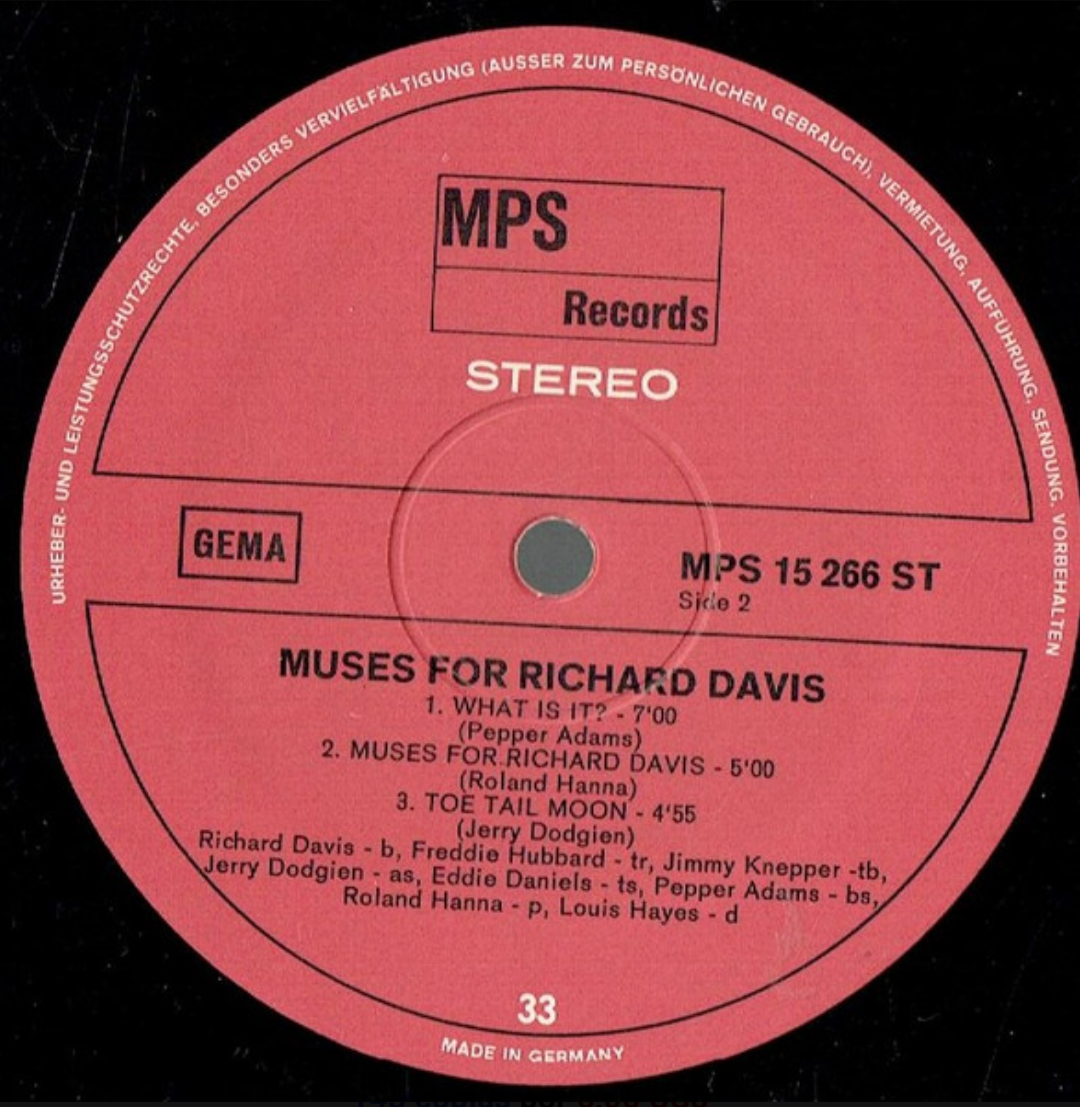 URHEBER- UND LEISTUNGSSCHUTZRECHTE, BESONDERS VERVIELFÄLTIGUNG (AUSSER ZUM PERSÖNLICHEN GEBRAUCH), VERMIETUNG, AUFFÜHRUNG, SENDUNG, VORBEHALTEN
MPS
Records
STEREO
GEMA
MPS 15 266 ST
Side 2
MUSES FOR RICHARD DAVIS
1. WHAT IS IT? - 7'00
(Pepper Adams)
2. MUSES FOR RICHARD DAVIS - 5'00
(Roland Hanna)
3. TOE TAIL MOON - 4'55
(Jerry Dodgien)
Richard Davis - b, Freddie Hubbard - tr, Jimmy Knepper -tb,
Jerry Dodgien - as, Eddie Daniels - ts, Pepper Adams - bs,
Roland Hanna - p, Louis Hayes - d
33
MADE IN GERMANY